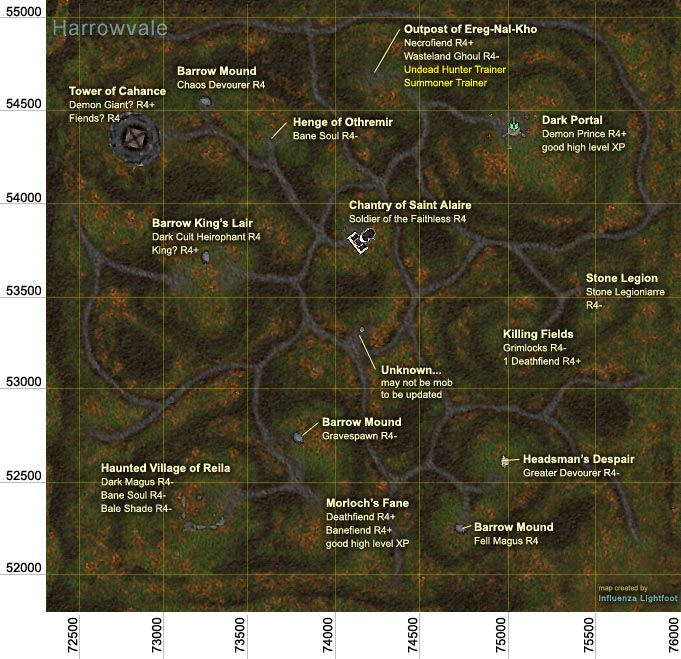 55000
Harrowvale
Outpost of Ereg-Nal-Kho
Necrofiend R4+
Wasteland Ghoul R4-
Undead Hunter Trainer
Summoner Trainer
Barrow Mound
Chaos Devourer R4
Tower of Cahance
Demon Giant? R4+
Fiends? R4
54500
Henge of Othremir
Bane Soul R4-
Dark Portal
Demon Prince R4+
good high level XP
54000
Chantry of Saint Alaire
Soldier of the Faithless R4
Barrow King's Lair
Dark Cult Heirophant R4
King? R4+
53500
Stone Legion
Stone Legioniarre
R4-
Killing Fields
Grimlocks R4-
1 Deathfiend R4+
Unknown...
may not be mob
to be updated
53000
Barrow Mound
Gravespawn R4-
Haunted Village of Reila
Dark Magus R4-
Bane Soul R4-
Bale Shade R4-
52500
Headsman's Despair
Greater Devourer R4-
Morloch's Fane
Deathfiend R4+
Banefiend R4+
good high level XP
Barrow Mound
Fell Magus R4
52000
map created by
Influenza Lightfoot
72500
73000
73500
74000
74500
75000
75500
76000